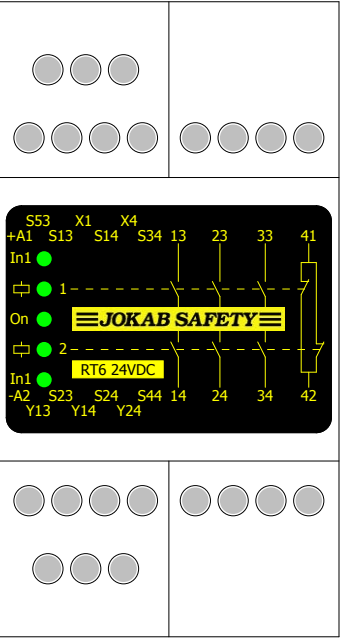 S53 X1 X4
+A1 S13 S14 S34 13 23 33 41
In1
1
On JOKAB SAFETY
2
RT6 24VDC
In1
-A2 S23 S24 S44 14 24 34 42
Y13 Y14 Y24